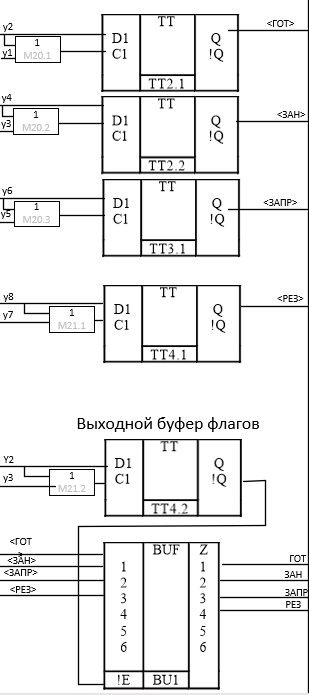 y2 TT <ГОТ>
1 D1 Q
y1 M20.1 C1 !Q
TT2.1
y4 TT
1 D1 Q <ЗАН>
y3 M20.2 C1 !Q
TT2.2
y6 TT
1 D1 Q <ЗАПР>
y5 M20.3 C1 !Q
TT3.1
y8 TT <РЕЗ>
y7 1 D1 Q
M21.1 C1 !Q
TT4.1
Выходной буфер флагов
Y2 TT
y3 1 D1 Q
M21.2 C1 !Q
TT4.2
<ГОТ BUF Z
> ГОТ
<ЗАН> 1 1
<ЗАПР> 2 2 ЗАН
<РЕЗ> 3 3 ЗАПР
4 4 РЕЗ
5 5
6 6
!E BU1